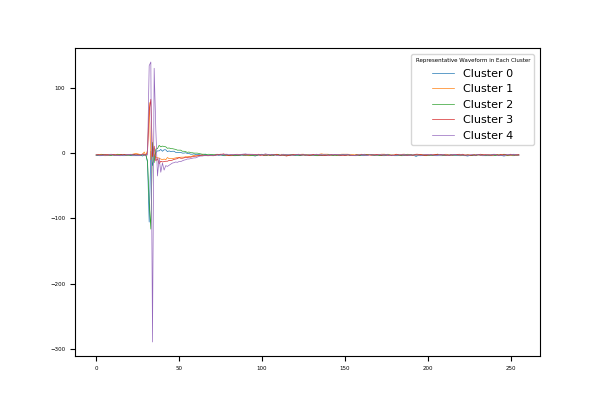 Representative Waveform in Each Cluster
Cluster 0
Cluster 1
Cluster 2
Cluster 3
Cluster 4
100
0
−100
−200
−300
0
50
100
150
200
250